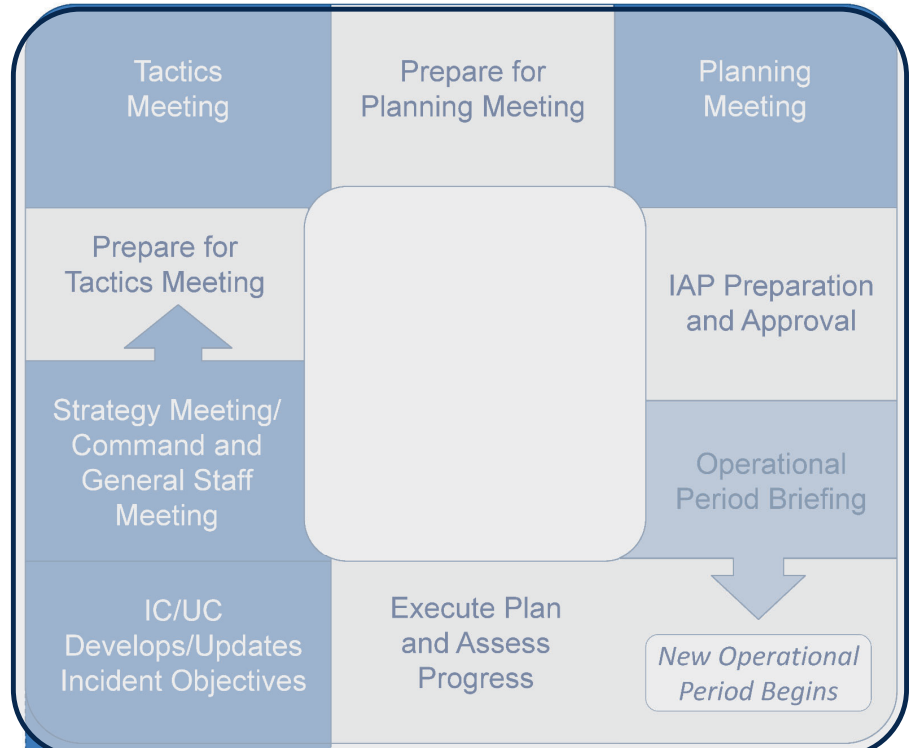 Tactics
Meeting
Prepare for
Planning Meeting
Planning
Meeting
Prepare for
Tactics Meeting
IAP Preparation
and Approval
Strategy Meeting/
Command and
General Staff
Meeting
Operational
Period Briefing
IC/UC
Develops/Updates
Incident Objectives
Execute Plan
and Assess
Progress
New Operational
Period Begins